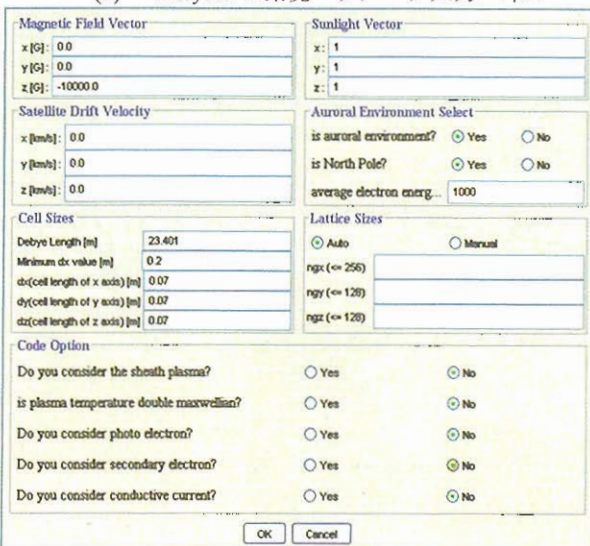 Magnetic Field Vector
x [G]: 0.0
y [G]: 0.0
z [G]: -10000.0
Sunlight Vector
x: 1
y: 1
z: 1
Satellite Drift Velocity
x [km/s]: 0.0
y [km/s]: 0.0
z [km/s]: 0.0
Auroral Environment Select
is auroral environment? Yes No
is North Pole? Yes No
average electron energ... 1000
Cell Sizes
Debye Length [m] 23.401
Minimum dx value [m] 0.2
dx(cell length of x axis) [m] 0.07
dy(cell length of y axis) [m] 0.07
dz(cell length of z axis) [m] 0.07
Lattice Sizes
Auto Manual
ngx (<= 256)
ngy (<= 128)
ngz (<= 128)
Code Option
Do you consider the sheath plasma? Yes No
is plasma temperature double maxwellian? Yes No
Do you consider photo electron? Yes No
Do you consider secondary electron? Yes No
Do you consider conductive current? Yes No
OK Cancel